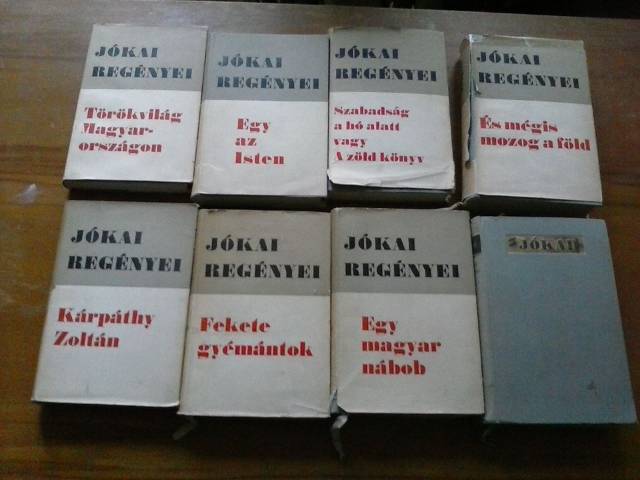 JÓKAI
REGÉNYEI
Törökvilág
Magyar-
országon
JÓKAI
REGÉNYEI
Egy
az
Isten
JÓKAI
REGÉNYEI
Szabadság
a hó alatt
vagy
A zöld könyv
JÓKAI
REGÉNYEI
És mégis
mozog a föld
JÓKAI
REGÉNYEI
Kárpáthy
Zoltán
JÓKAI
REGÉNYEI
Fekete
gyémántok
JÓKAI
REGÉNYEI
Egy
magyar
nábob
JÓKAI